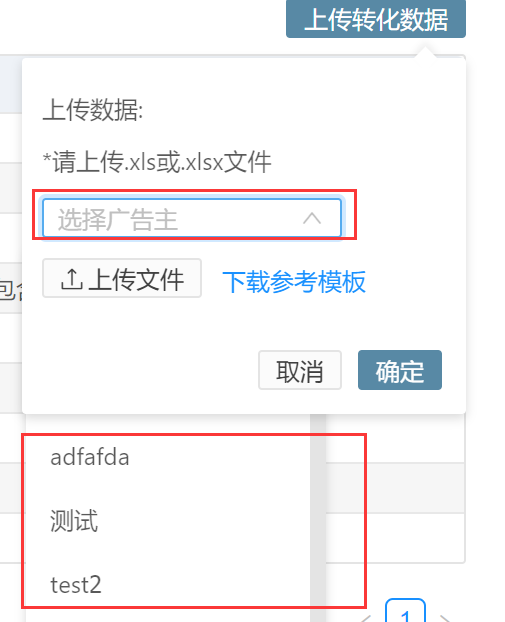 上传转化数据
上传数据:
*请上传.xls或.xlsx文件
选择广告主
上传文件 下载参考模板
包含
取消 确定
adfafda
测试
test2
1